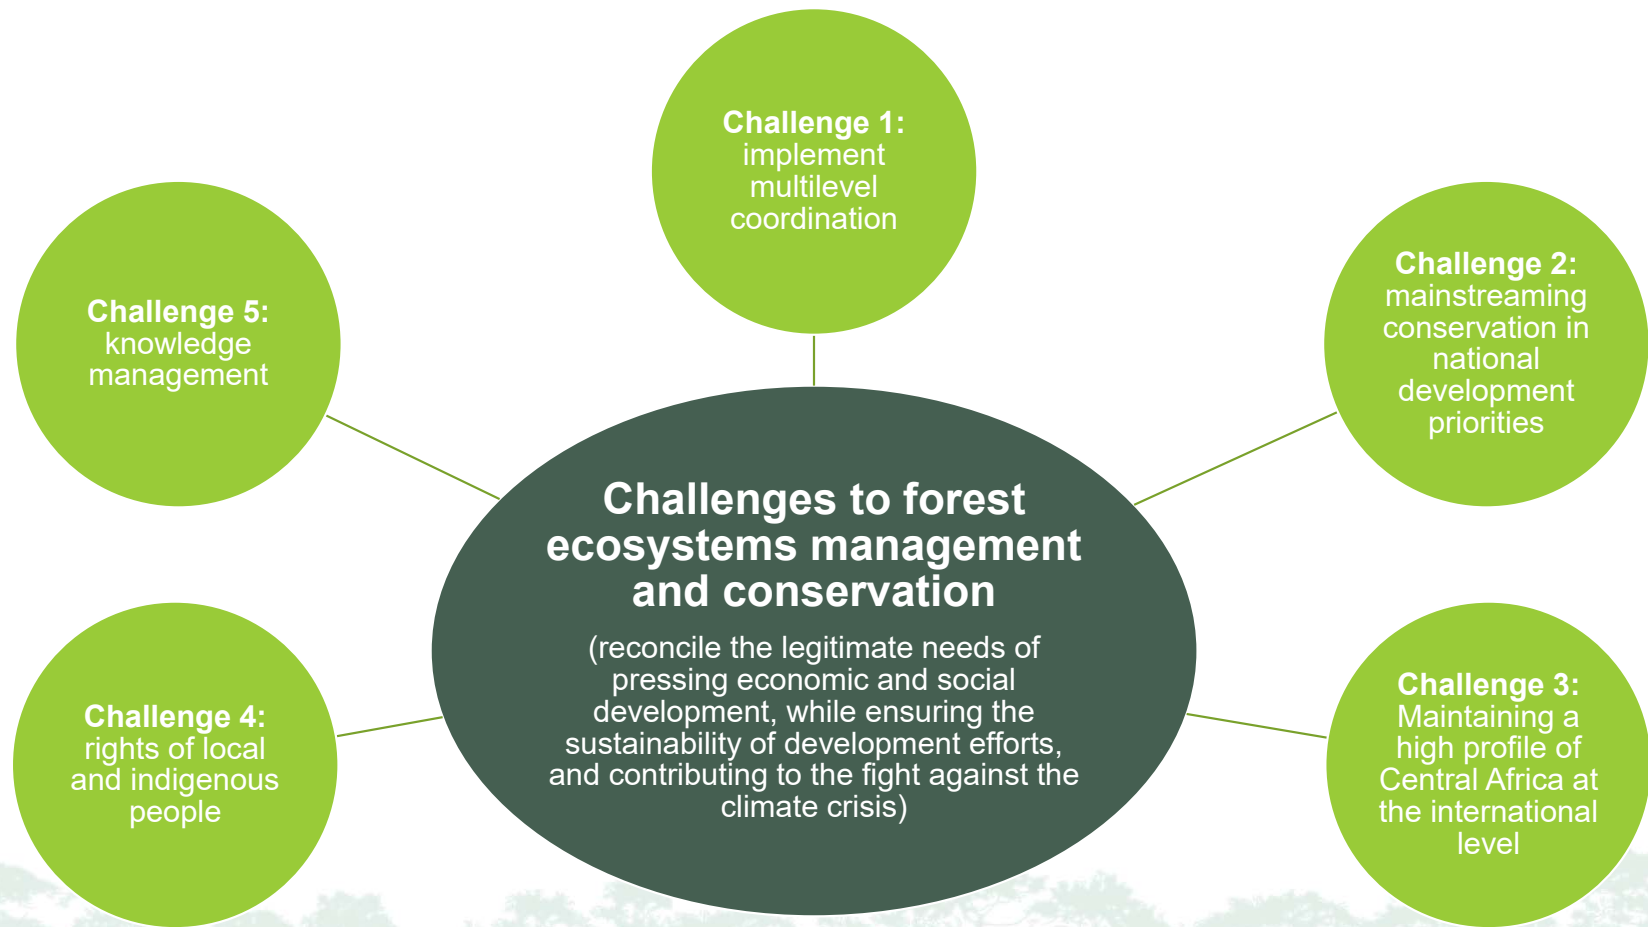 Challenge 1:
implement
multilevel
coordination
Challenge 2:
mainstreaming
conservation in
national
development
priorities
Challenge 3:
Maintaining a
high profile of
Central Africa at
the international
level
Challenge 4:
rights of local
and indigenous
people
Challenge 5:
knowledge
management
Challenges to forest
ecosystems management
and conservation
(reconcile the legitimate needs of
pressing economic and social
development, while ensuring the
sustainability of development efforts,
and contributing to the fight against the
climate crisis)